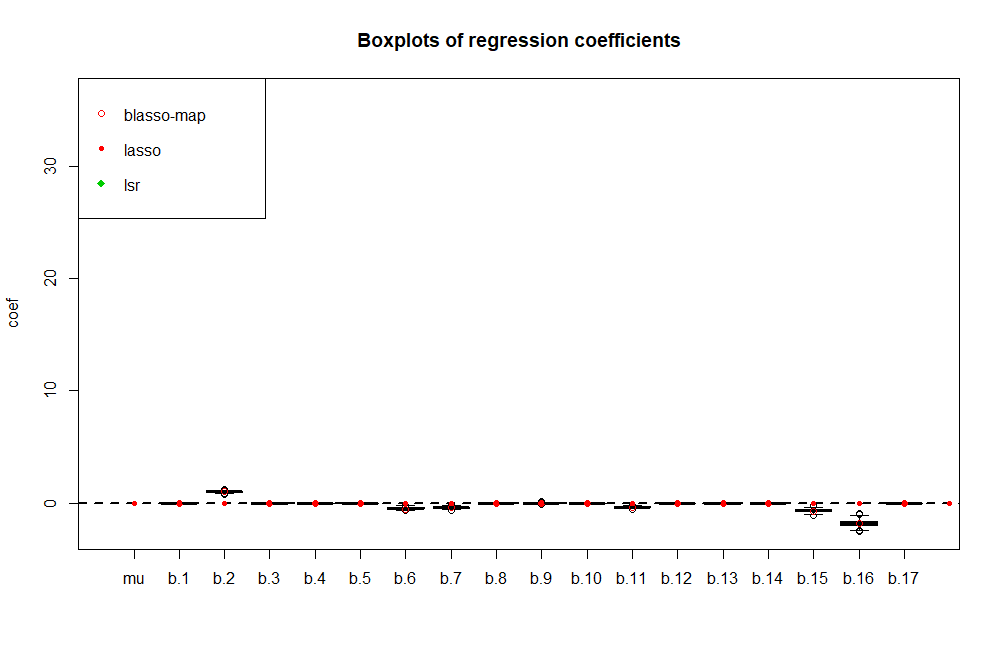 Boxplots of regression coefficients
blasso-map
lasso
lsr
30
20
10
0
coef
mu b.1 b.2 b.3 b.4 b.5 b.6 b.7 b.8 b.9 b.10 b.11 b.12 b.13 b.14 b.15 b.16 b.17